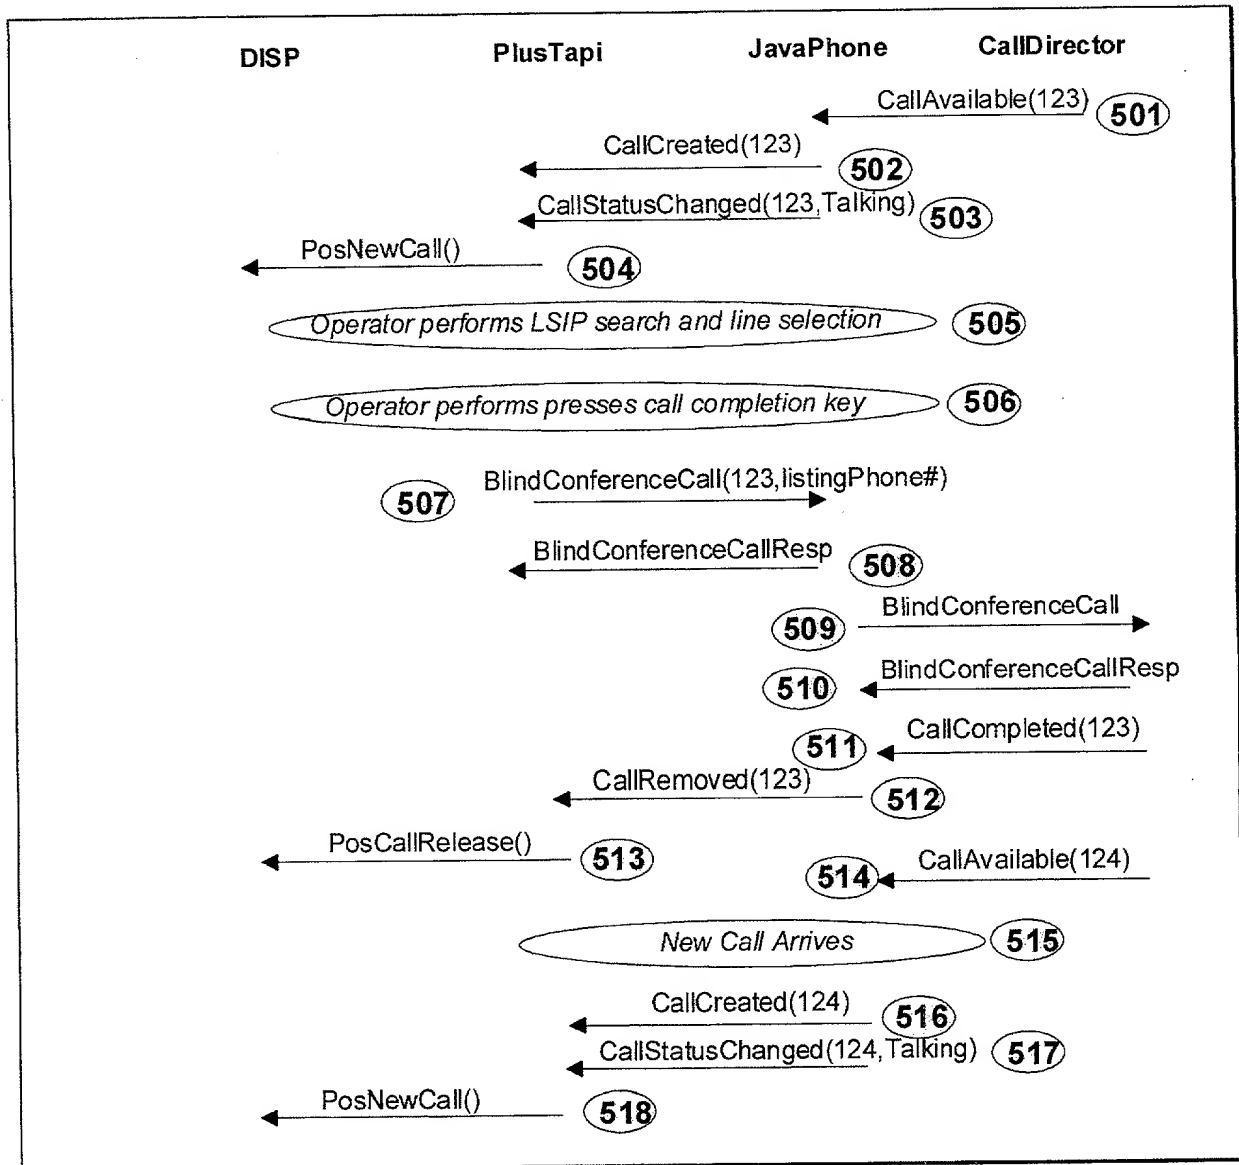 DISP PlusTapi JavaPhone CallDirector
CallAvailable(123) 501
CallCreated(123) 502
CallStatusChanged(123,Talking) 503
PosNewCall() 504
Operator performs LSIP search and line selection 505
Operator performs presses call completion key 506
507 BlindConferenceCall(123,listingPhone#)
BlindConferenceCallResp 508
509 BlindConferenceCall
510 BlindConferenceCallResp
511 CallCompleted(123)
CallRemoved(123) 512
PosCallRelease() 513
514 CallAvailable(124)
New Call Arrives 515
CallCreated(124) 516
CallStatusChanged(124,Talking) 517
PosNewCall() 518